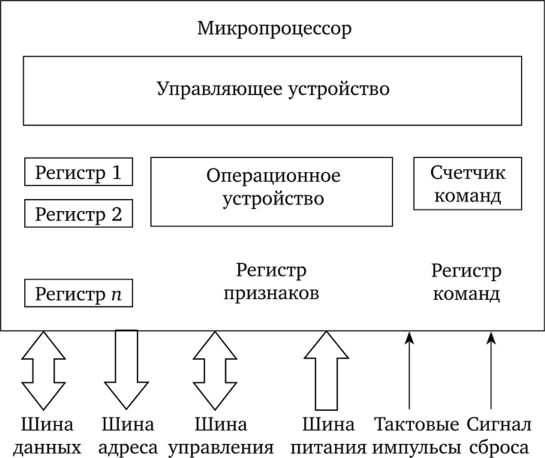 Микропроцессор
Управляющее устройство
Регистр 1
Регистр 2
Регистр n
Операционное
устройство
Счетчик
команд
Регистр
признаков
Регистр
команд
Шина
данных
Шина
адреса
Шина
управления
Шина
питания
Тактовые
импульсы
Сигнал
сброса